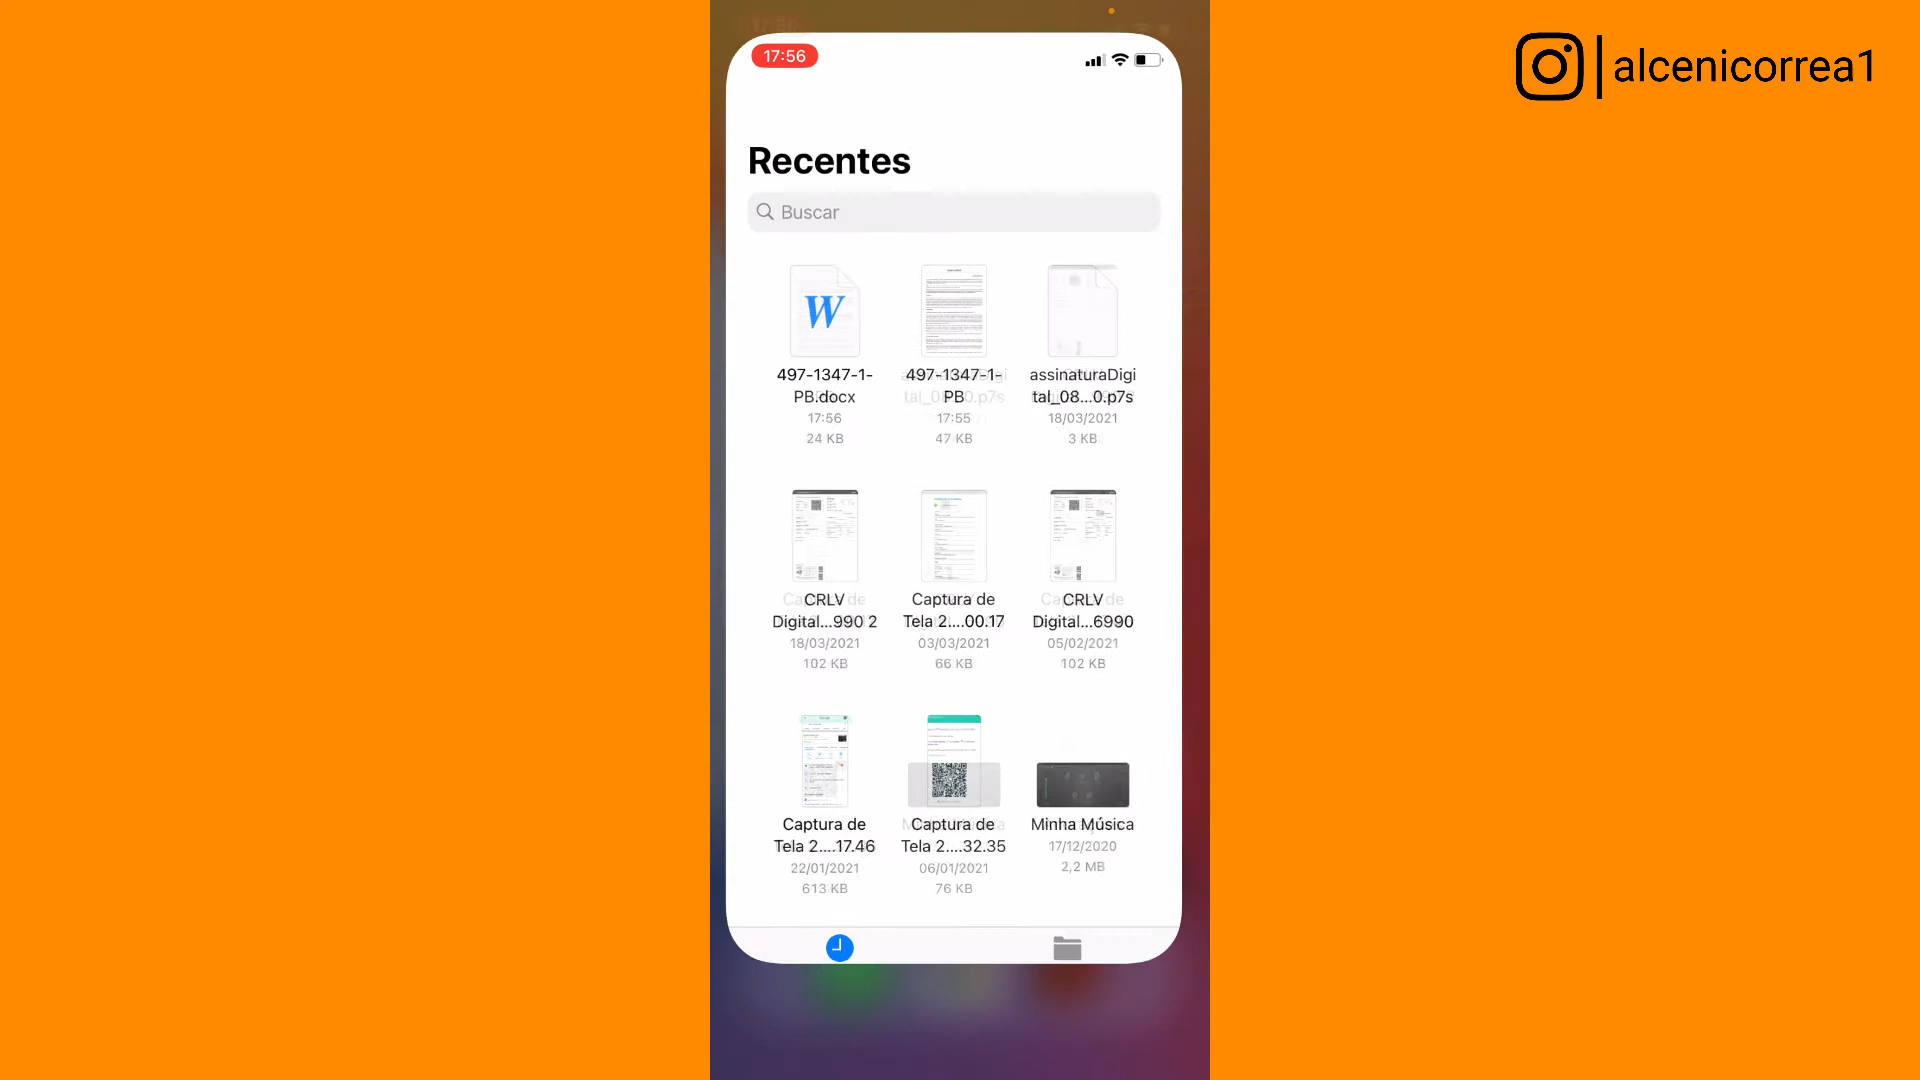 alcenicorrea1
17:56
Recentes
Buscar
497-1347-1-
PB.docx
17:56
24 KB
497-1347-1-
PB
17:55
47 KB
assinaturaDigi
tal_08...0.p7s
18/03/2021
3 KB
CRLV
Digital...990 2
18/03/2021
102 KB
Captura de
Tela 2....00.17
03/03/2021
66 KB
CRLV
Digital...6990
05/02/2021
102 KB
Captura de
Tela 2....17.46
22/01/2021
613 KB
Captura de
Tela 2....32.35
06/01/2021
76 KB
Minha Música
17/12/2020
2,2 MB